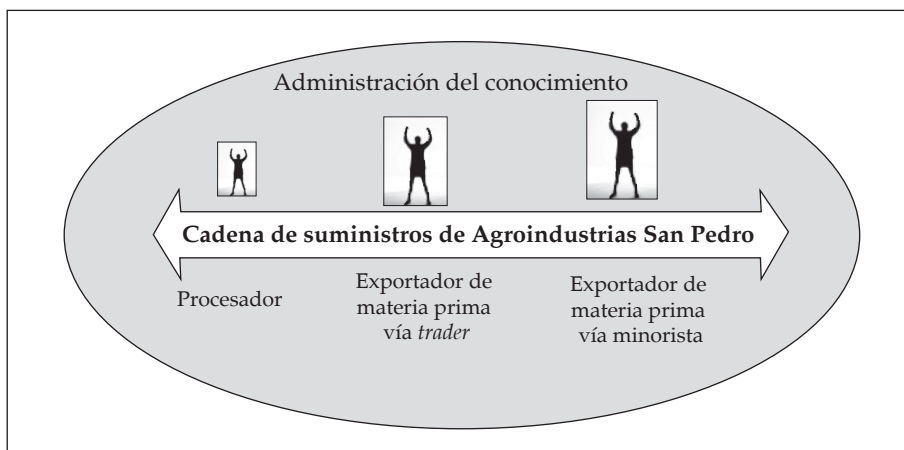 Administración del conocimiento
Cadena de suministros de Agroindustrias San Pedro
Procesador
Exportador de
materia prima
vía trader
Exportador de
materia prima
vía minorista